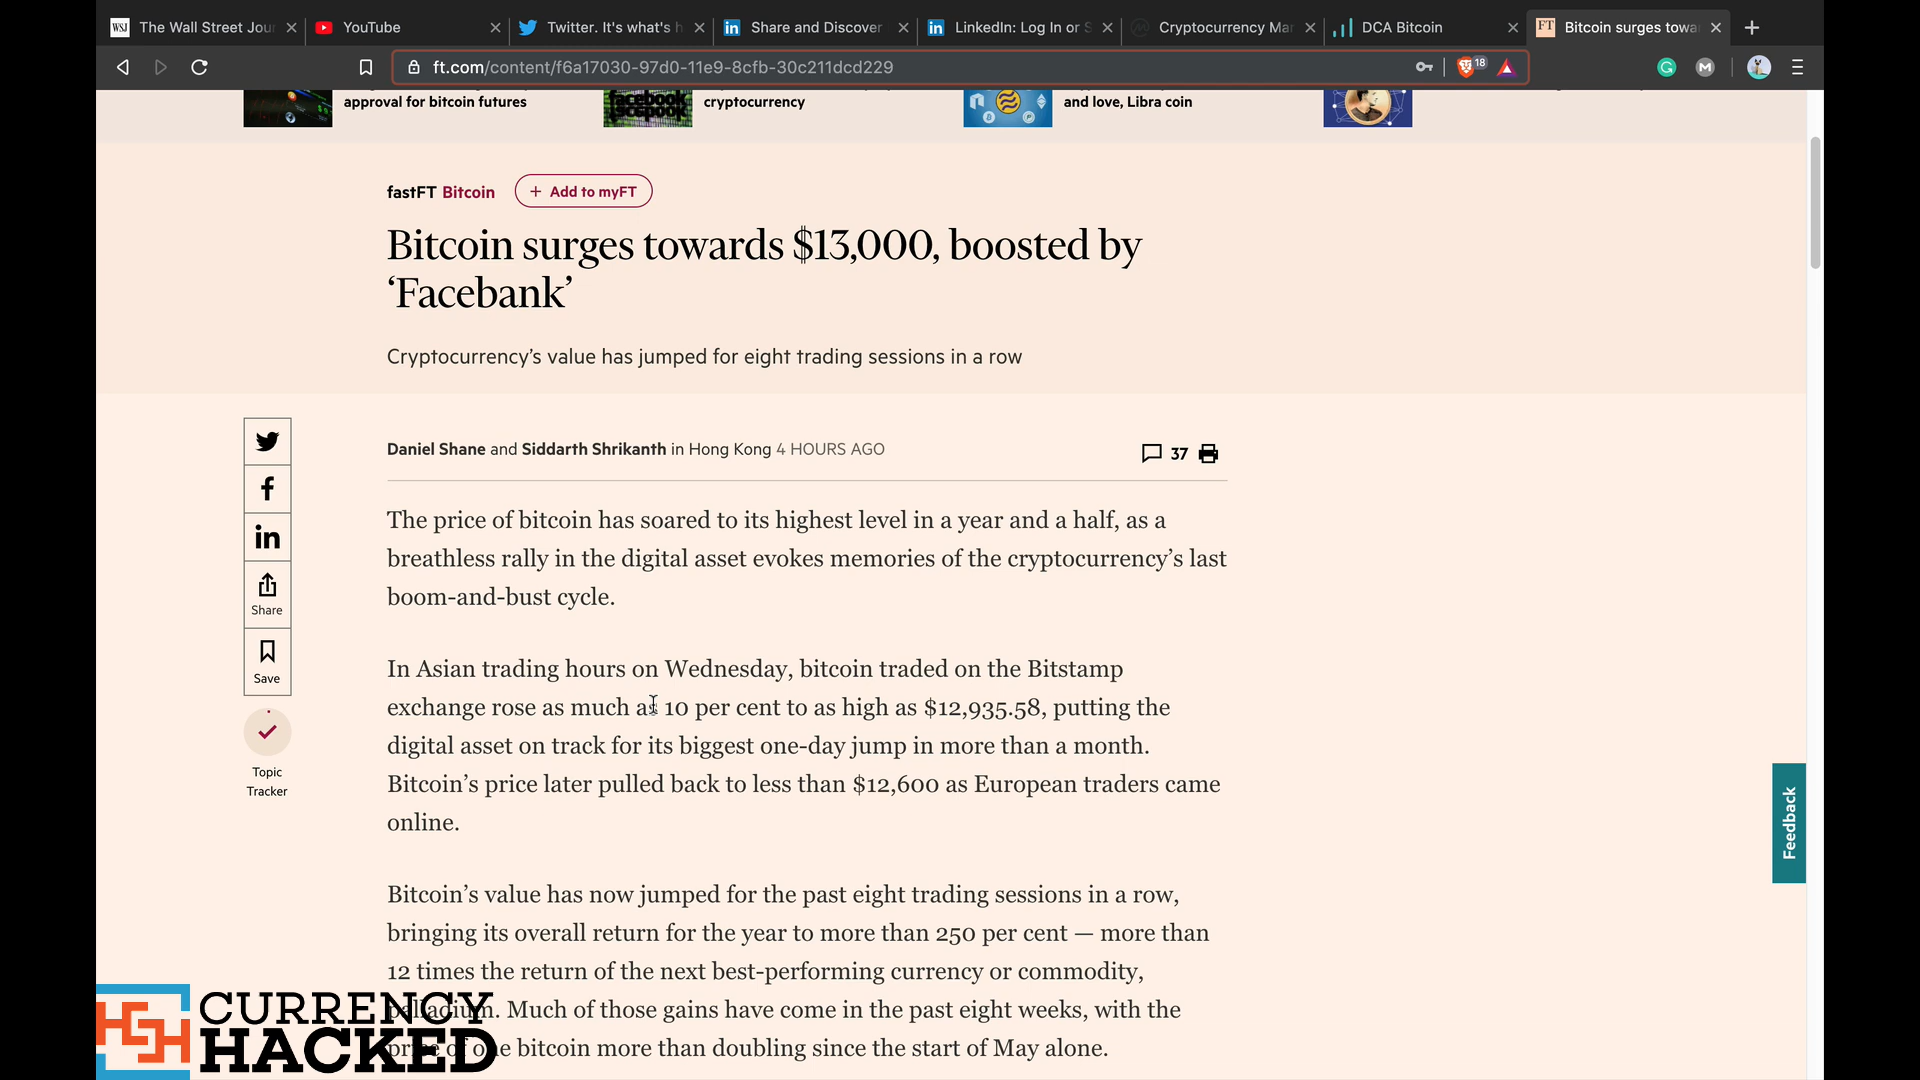 The Wall Street Jou
YouTube
Twitter. It's what's h
Share and Discover
LinkedIn: Log In or S
Cryptocurrency Mar
DCA Bitcoin
FT Bitcoin surges towar
ft.com/content/f6a17030-97d0-11e9-8cfb-30c211dcd229
18
approval for bitcoin futures
facebook
cryptocurrency
and love, Libra coin
fastFT Bitcoin
+ Add to myFT
Bitcoin surges towards $13,000, boosted by
‘Facebank’
Cryptocurrency’s value has jumped for eight trading sessions in a row
Daniel Shane and Siddarth Shrikanth in Hong Kong 4 HOURS AGO
37
Share
Save
Topic
Tracker
The price of bitcoin has soared to its highest level in a year and a half, as a
breathless rally in the digital asset evokes memories of the cryptocurrency’s last
boom-and-bust cycle.
In Asian trading hours on Wednesday, bitcoin traded on the Bitstamp
exchange rose as much as 10 per cent to as high as $12,935.58, putting the
digital asset on track for its biggest one-day jump in more than a month.
Bitcoin’s price later pulled back to less than $12,600 as European traders came
online.
Bitcoin’s value has now jumped for the past eight trading sessions in a row,
bringing its overall return for the year to more than 250 per cent — more than
12 times the return of the next best-performing currency or commodity,
palladium. Much of those gains have come in the past eight weeks, with the
price of one bitcoin more than doubling since the start of May alone.
Feedback
CURRENCY
HACKED